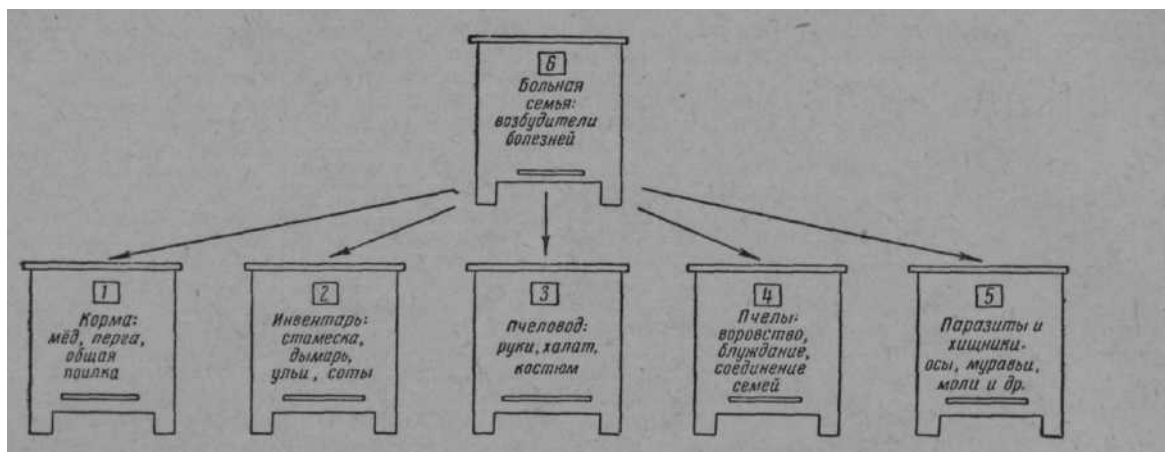 6
Больная
семья:
возбудители
болезней
1
Корма:
мёд, перга,
общая
поилка
2
Инвентарь:
стамеска,
дымарь,
ульи, соты
3
Пчеловод:
руки, халат,
костюм
4
Пчелы:
воровство,
блуждание,
соединение
семей
5
Паразиты и
хищники-
осы, муравьи,
моли и др.